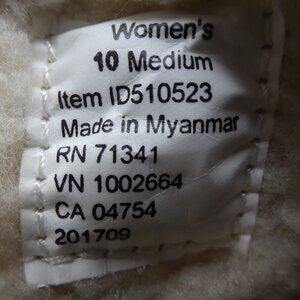 Women's
10 Medium
Item ID510523
Made in Myanmar
RN 71341
VN 1002664
CA 04754
201709